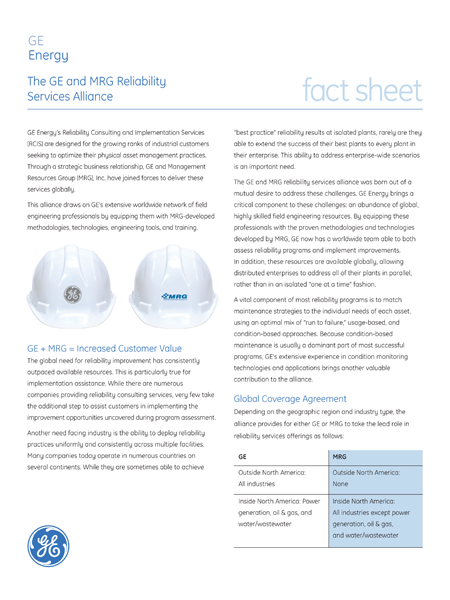 GE
Energy
The GE and MRG Reliability
Services Alliance
fact sheet
GE Energy's Reliability Consulting and Implementation Services
(RCIS) are designed for the growing ranks of industrial customers
seeking to optimize their physical asset management practices.
Through a strategic business relationship, GE and Management
Resources Group (MRG), Inc. have joined forces to deliver these
services globally.
This alliance draws on GE's extensive worldwide network of field
engineering professionals by equipping them with MRG-developed
methodologies, technologies, engineering tools, and training.
GE
MRG
GE + MRG = Increased Customer Value
The global need for reliability improvement has consistently
outpaced available resources. This is particularly true for
implementation assistance. While there are numerous
companies providing reliability consulting services, very few take
the additional step to assist customers in implementing the
improvement opportunities uncovered during program assessment.
Another need facing industry is the ability to deploy reliability
practices uniformly and consistently across multiple facilities.
Many companies today operate in numerous countries on
several continents. While they are sometimes able to achieve
"best practice" reliability results at isolated plants, rarely are they
able to extend the success of their best plants to every plant in
their enterprise. This ability to address enterprise-wide scenarios
is an important need.
The GE and MRG reliability services alliance was born out of a
mutual desire to address these challenges. GE Energy brings a
critical component to these challenges: an abundance of global,
highly skilled field engineering resources. By equipping these
professionals with the proven methodologies and technologies
developed by MRG, GE now has a worldwide team able to both
assess reliability programs and implement improvements.
In addition, these resources are available globally, allowing
distributed enterprises to address all of their plants in parallel,
rather than in an isolated "one at a time" fashion.
A vital component of most reliability programs is to match
maintenance strategies to the individual needs of each asset,
using an optimal mix of "run to failure," usage-based, and
condition-based approaches. Because condition-based
maintenance is usually a dominant part of most successful
programs, GE's extensive experience in condition monitoring
technologies and applications brings another valuable
contribution to the alliance.
Global Coverage Agreement
Depending on the geographic region and industry type, the
alliance provides for either GE or MRG to take the lead role in
reliability services offerings as follows:
GE MRG
Outside North America: Outside North America:
All industries None
Inside North America: Power Inside North America:
generation, oil & gas, and All industries except power
water/wastewater generation, oil & gas,
and water/wastewater
GE